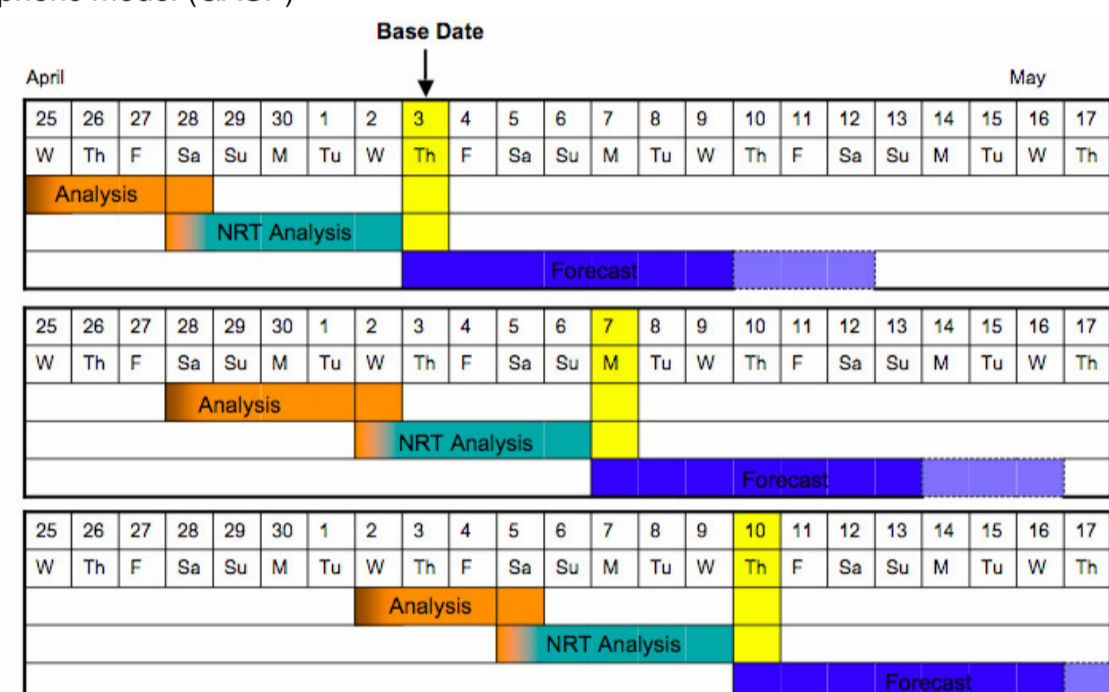 Base Date
April May
25 26 27 28 29 30 1 2 3 4 5 6 7 8 9 10 11 12 13 14 15 16 17
W Th F Sa Su M Tu W Th F Sa Su M Tu W Th F Sa Su M Tu W Th
Analysis
NRT Analysis
Forecast
25 26 27 28 29 30 1 2 3 4 5 6 7 8 9 10 11 12 13 14 15 16 17
W Th F Sa Su M Tu W Th F Sa Su M Tu W Th F Sa Su M Tu W Th
Analysis
NRT Analysis
Forecast
25 26 27 28 29 30 1 2 3 4 5 6 7 8 9 10 11 12 13 14 15 16 17
W Th F Sa Su M Tu W Th F Sa Su M Tu W Th F Sa Su M Tu W Th
Analysis
NRT Analysis
Forecast